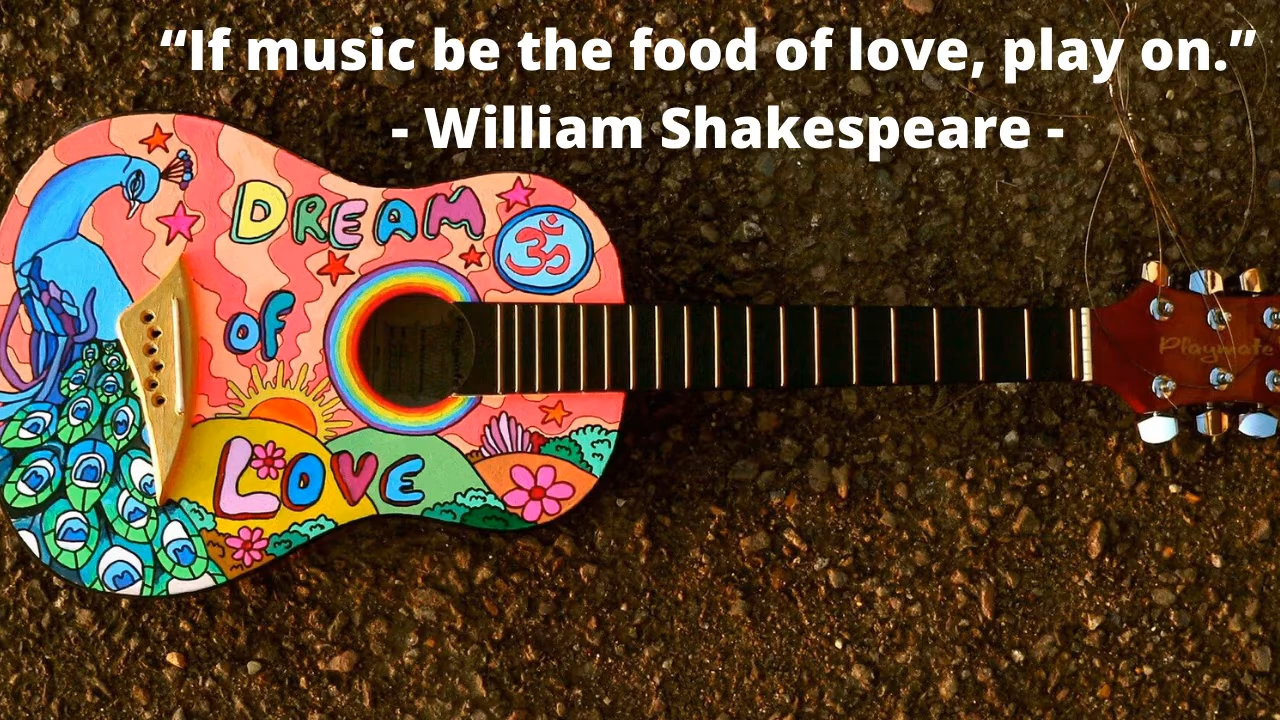 “If music be the food of love, play on.”
- William Shakespeare -
DREAM
ॐ
OF
LOVE
Playmate